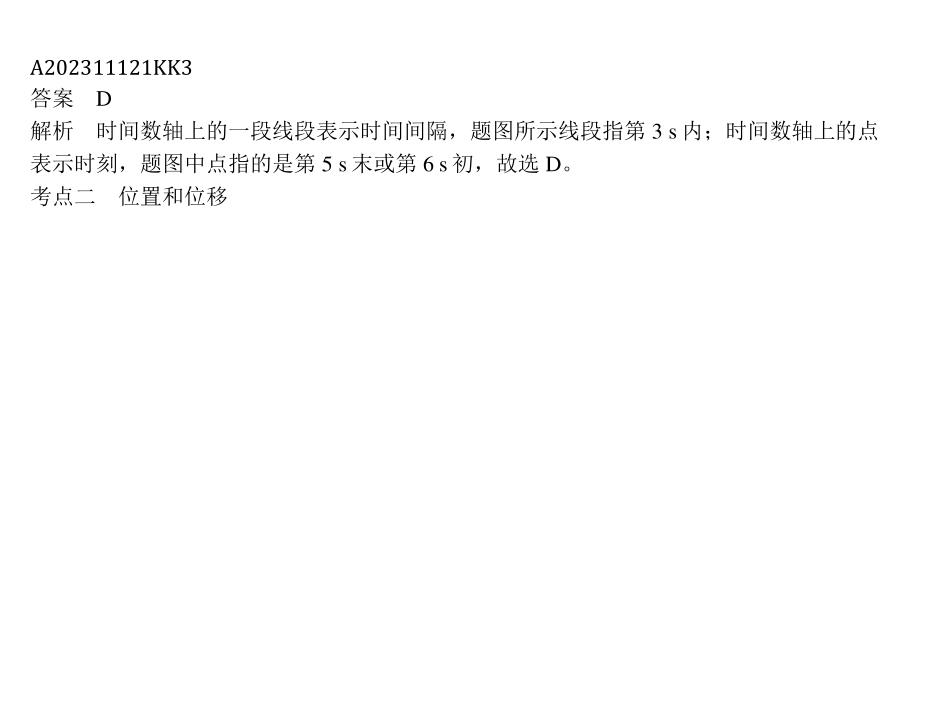 A202311121KK3
答案　D
解析　时间数轴上的一段线段表示时间间隔，题图所示线段指第 3 s 内；时间数轴上的点
表示时刻，题图中点指的是第 5 s 末或第 6 s 初，故选 D。
考点二　位置和位移